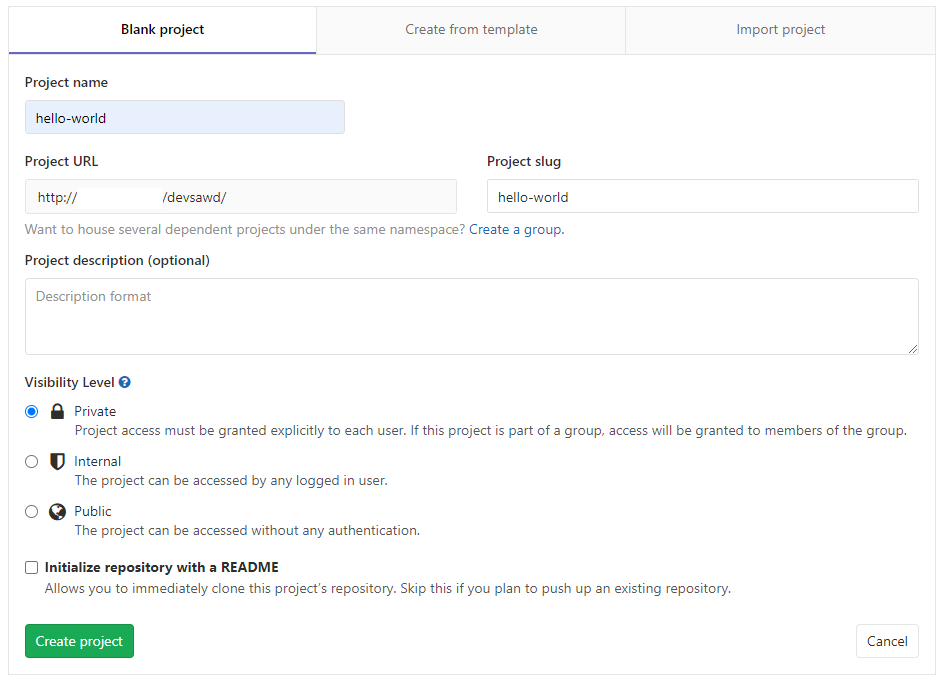 Blank project
Create from template
Import project
Project name
hello-world
Project URL
Project slug
http:// /devsawd/
hello-world
Want to house several dependent projects under the same namespace? Create a group.
Project description (optional)
Description format
Visibility Level ?
Private
Project access must be granted explicitly to each user. If this project is part of a group, access will be granted to members of the group.
Internal
The project can be accessed by any logged in user.
Public
The project can be accessed without any authentication.
Initialize repository with a README
Allows you to immediately clone this project’s repository. Skip this if you plan to push up an existing repository.
Create project
Cancel